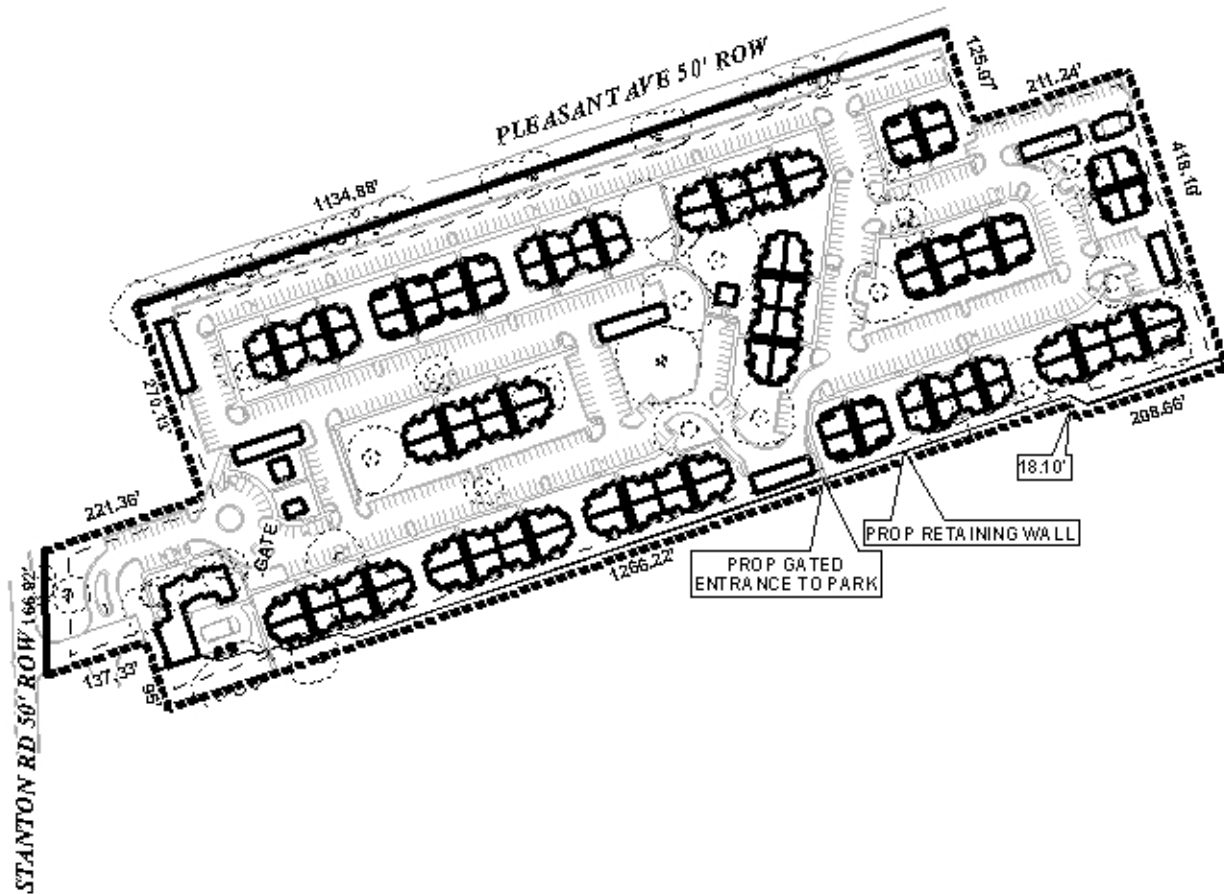 PLEASANT AVE 50' ROW
125.07'
211.24'
1134.88'
418.10'
270.13'
208.66'
18.10'
221.36'
PROP RETAINING WALL
GATE
PROP GATED
ENTRANCE TO PARK
1266.22'
166.82'
137.33'
95'
STANTON RD 50' ROW